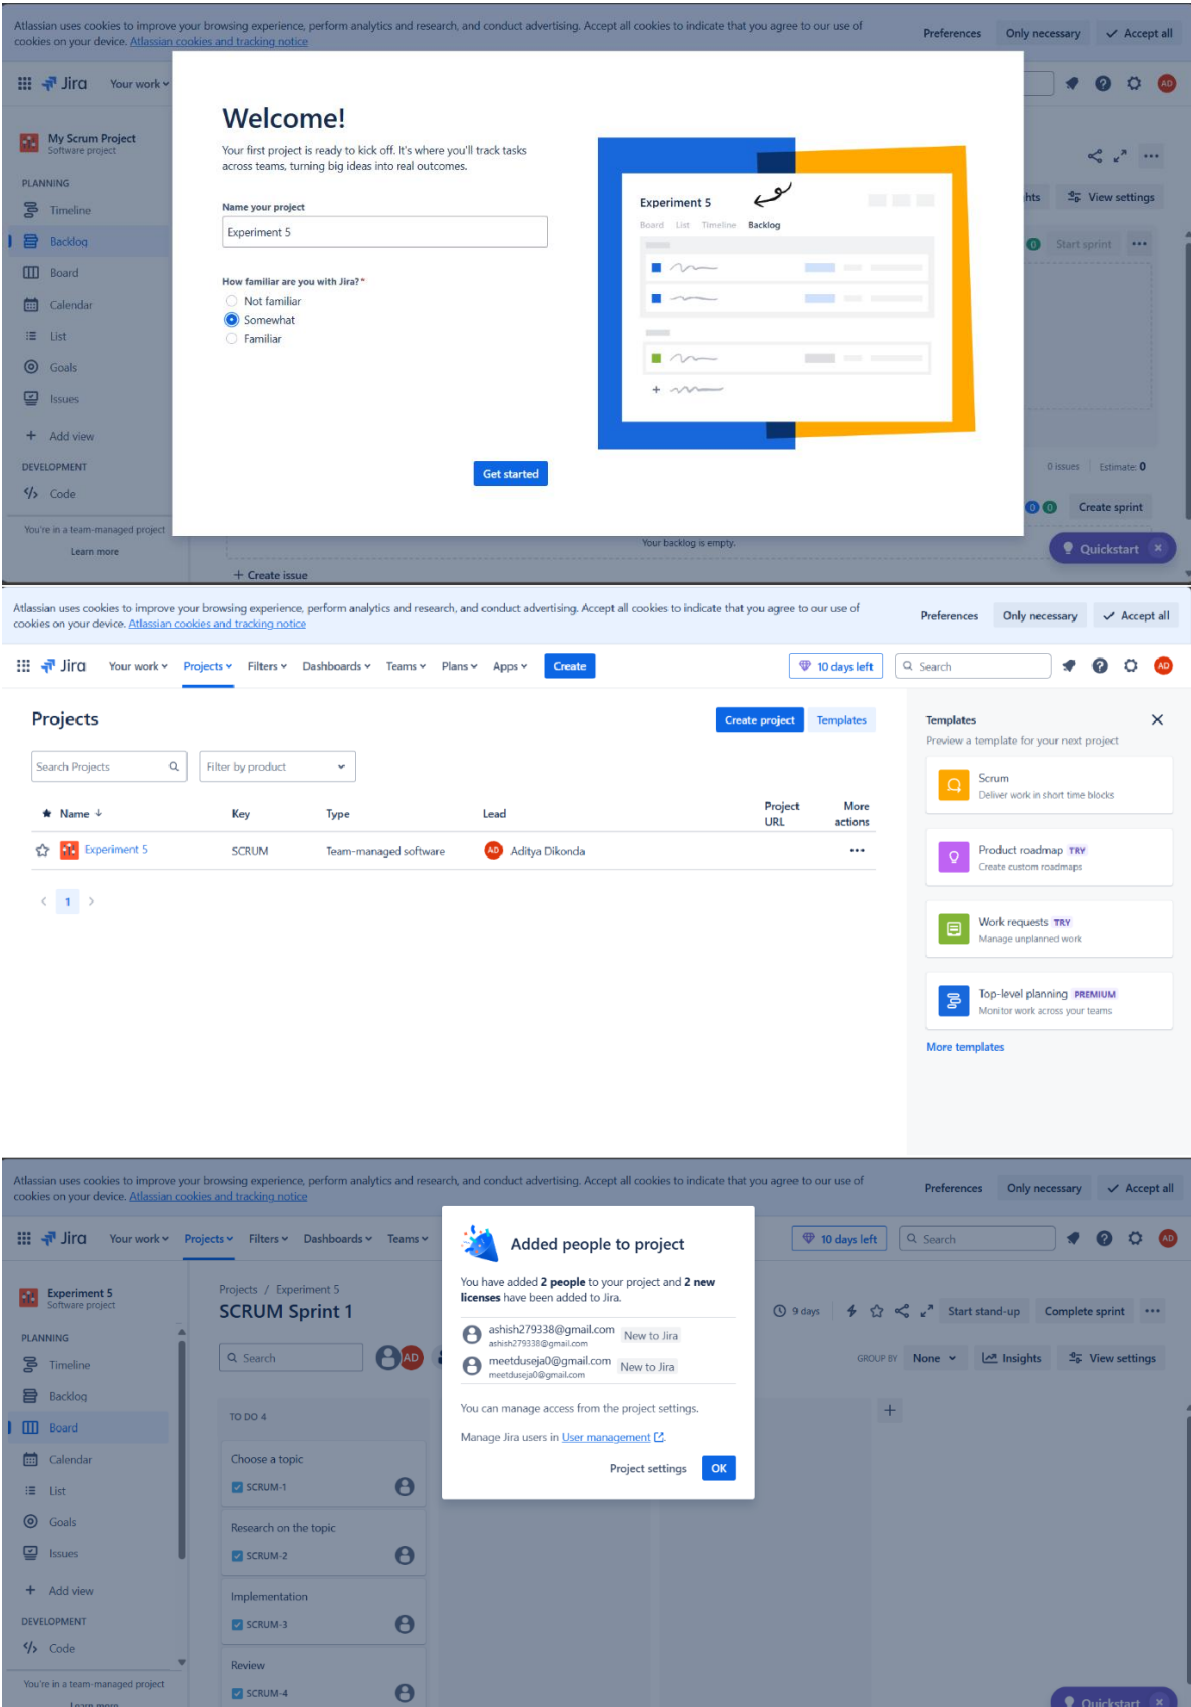 Atlassian uses cookies to improve your browsing experience, perform analytics and research, and conduct advertising. Accept all cookies to indicate that you agree to our use of
cookies on your device. Atlassian cookies and tracking notice
Preferences
Only necessary
Accept all
Jira
Your work
AD
My Scrum Project
Software project
PLANNING
Timeline
Backlog
Board
Calendar
List
Goals
Issues
Add view
DEVELOPMENT
Code
You're in a team-managed project
Learn more
Welcome!
Your first project is ready to kick off. It's where you'll track tasks
across teams, turning big ideas into real outcomes.
Name your project
Experiment 5
How familiar are you with Jira?*
Not familiar
Somewhat
Familiar
Get started
Experiment 5
Board List Timeline Backlog
hts
View settings
0 Start sprint
0 issues Estimate: 0
0 0 Create sprint
Your backlog is empty.
Quickstart
+ Create issue
Atlassian uses cookies to improve your browsing experience, perform analytics and research, and conduct advertising. Accept all cookies to indicate that you agree to our use of
cookies on your device. Atlassian cookies and tracking notice
Preferences
Only necessary
Accept all
Jira
Your work Projects Filters Dashboards Teams Plans Apps Create
10 days left
Search
AD
Projects
Create project Templates
Search Projects
Filter by product
Name Key Type Lead Project URL More actions
Experiment 5 SCRUM Team-managed software AD Aditya Dikonda
1
Templates
Preview a template for your next project
Scrum
Deliver work in short time blocks
Product roadmap TRY
Create custom roadmaps
Work requests TRY
Manage unplanned work
Top-level planning PREMIUM
Monitor work across your teams
More templates
Atlassian uses cookies to improve your browsing experience, perform analytics and research, and conduct advertising. Accept all cookies to indicate that you agree to our use of
cookies on your device. Atlassian cookies and tracking notice
Preferences
Only necessary
Accept all
Jira
Your work Projects Filters Dashboards Teams
10 days left
Search
AD
Experiment 5
Software project
PLANNING
Timeline
Backlog
Board
Calendar
List
Goals
Issues
Add view
DEVELOPMENT
Code
You're in a team-managed project
Learn more
Projects / Experiment 5
SCRUM Sprint 1
Search
AD
9 days
Start stand-up
Complete sprint
GROUP BY None
Insights
View settings
TO DO 4
Choose a topic
SCRUM-1
Research on the topic
SCRUM-2
Implementation
SCRUM-3
Review
SCRUM-4
Added people to project
You have added 2 people to your project and 2 new
licenses have been added to Jira.
ashish279338@gmail.com New to Jira
ashish279338@gmail.com
meetduseja0@gmail.com New to Jira
meetduseja0@gmail.com
You can manage access from the project settings.
Manage Jira users in User management.
Project settings
OK
Quickstart